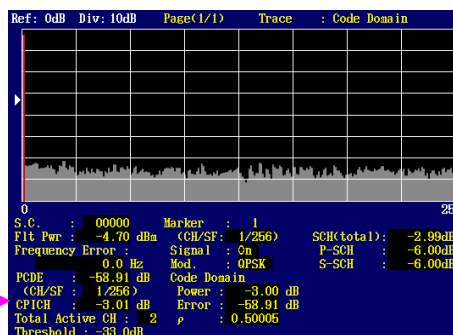 Ref: 0dB Div: 10dB Page(1/1) Trace : Code Domain
0 25
S.C. : 00000 Marker : 1
Flt Pwr : -4.70 dBm (CH/SF: 1/256) SCH(total): -2.99dB
Frequency Error : Signal : On P-SCH : -6.00dB
0.0 Hz Mod. : QPSK S-SCH : -6.00dB
PCDE : -58.91 dB Code Domain
(CH/SF : 1/256) Power : -3.00 dB
CPICH : -3.01 dB Error : -58.91 dB
Total Active CH : 2 ρ : 0.50005
Threshold : -33.0dB